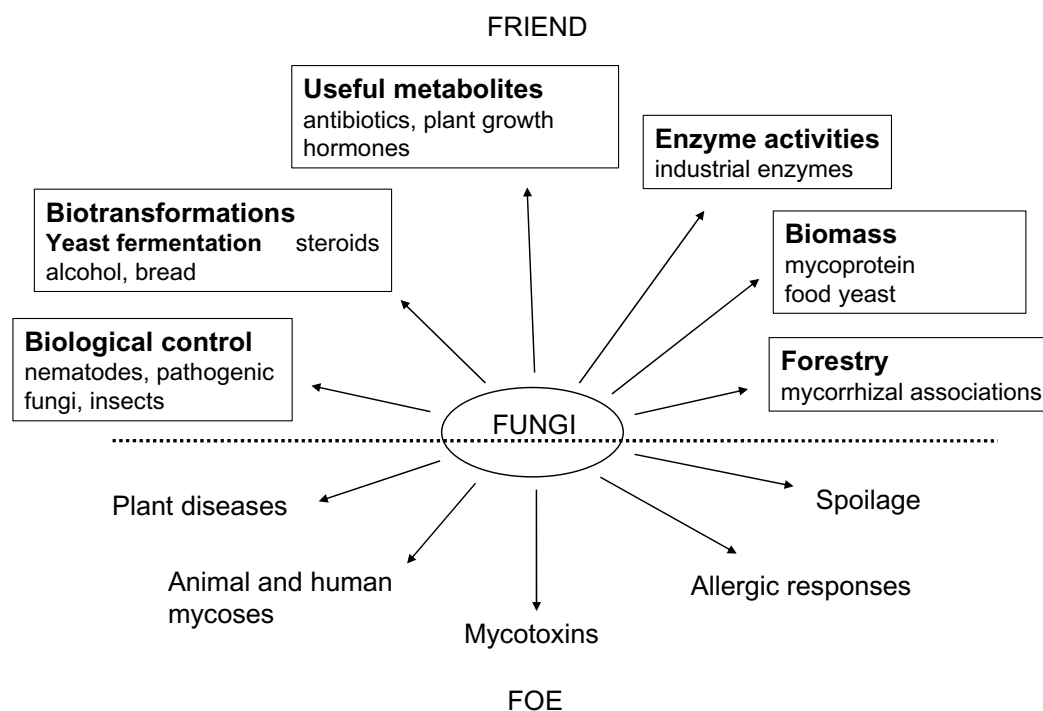 FRIEND
Useful metabolites
antibiotics, plant growth
hormones
Enzyme activities
industrial enzymes
Biotransformations
Yeast fermentation steroids
alcohol, bread
Biomass
mycoprotein
food yeast
Biological control
nematodes, pathogenic
fungi, insects
Forestry
mycorrhizal associations
FUNGI
Plant diseases
Spoilage
Animal and human
mycoses
Allergic responses
Mycotoxins
FOE